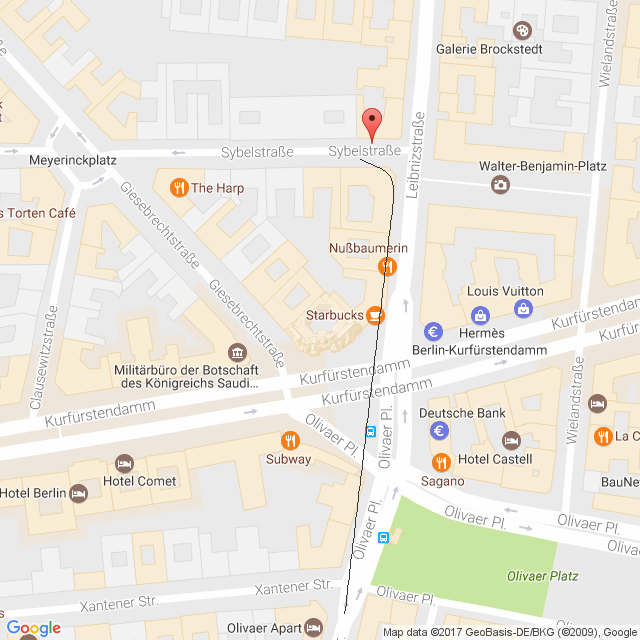 Galerie Brockstedt
Wielandstraße
Leibnizstraße
Sybelstraße
Sybelstraße
Meyerinckplatz
Walter-Benjamin-Platz
The Harp
s Torten Café
Giesebrechtstraße
Nußbaumerin
Louis Vuitton
Starbucks
Hermès
Berlin-Kurfürstendamm
Kurfürstendamm
Kurfürsten
Giesebrechtstraße
Clausewitzstraße
Militärbüro der Botschaft
des Königreichs Saudi...
Kurfürstendamm
Kurfürstendamm
Kurfürstendamm
Wielandstraße
Olivaer Pl.
Olivaer Pl.
Deutsche Bank
La C
Subway
Hotel Castell
Hotel Comet
Sagano
BauNe
Hotel Berlin
Olivaer Pl.
Olivaer Pl.
Olivaer Pl.
Olivaer Platz
Xantener Str.
Olivaer Pl.
Olivaer Apart
Google
Map data ©2017 GeoBasis-DE/BKG (©2009), Google